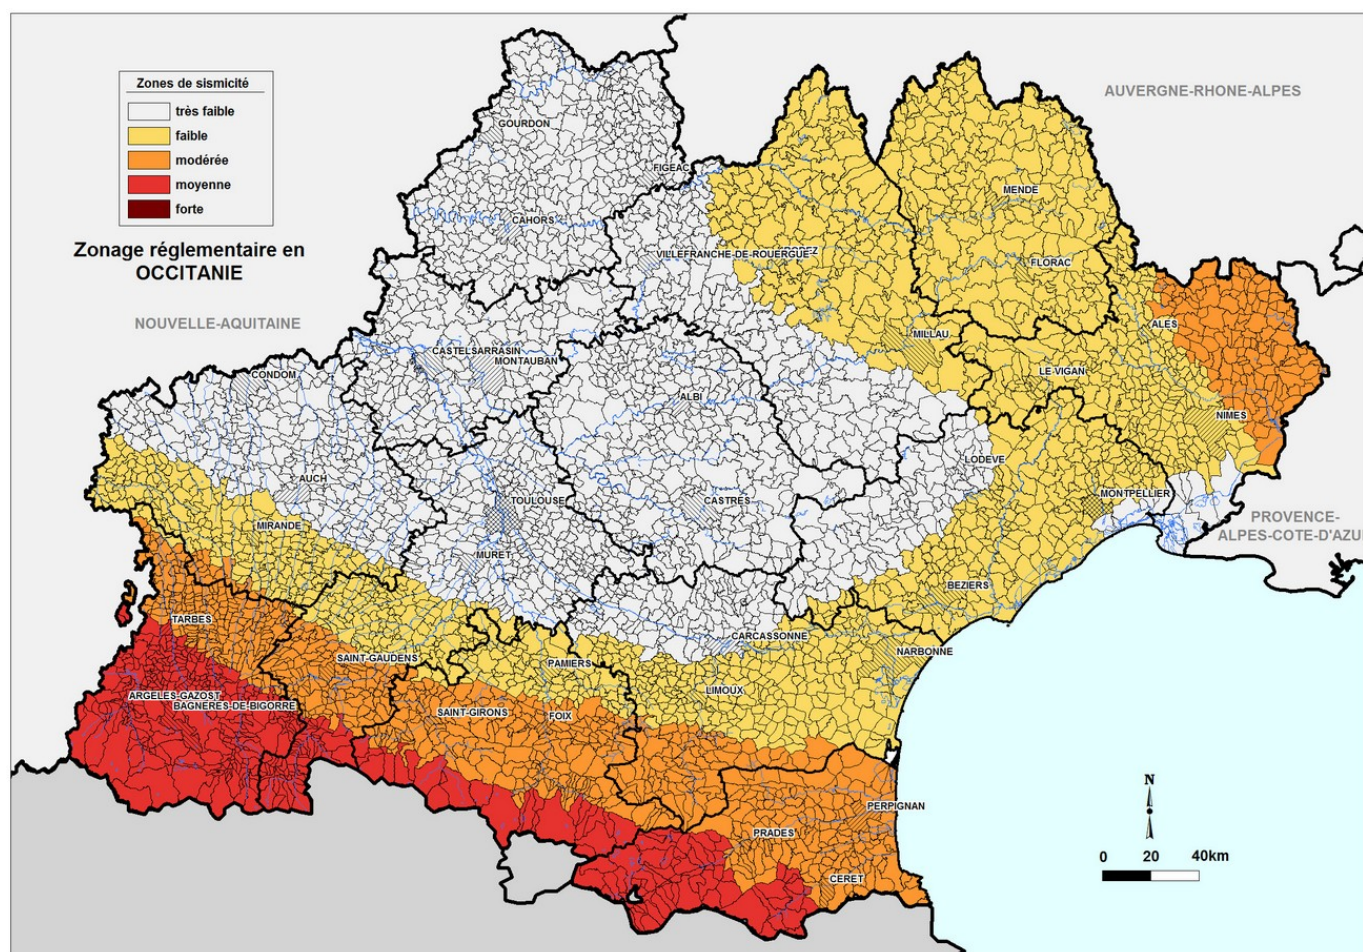 Zones de sismicité
très faible
faible
modérée
moyenne
forte
Zonage réglementaire en
OCCITANIE
AUVERGNE-RHONE-ALPES
NOUVELLE-AQUITAINE
PROVENCE-
ALPES-COTE-D'AZUR
GOURDON
FIGEAC
CAHORS
MENDE
VILLEFRANCHE-DE-ROUERGUE
FLORAC
ALES
MILLAU
CASTELSARRASIN
MONTAUBAN
CONDOM
LE VIGAN
ALBI
NIMES
LODEVE
AUCH
TOULOUSE
CASTRES
MONTPELLIER
MIRANDE
MURET
BEZIERS
TARBES
CARCASSONNE
NARBONNE
SAINT-GAUDENS
PAMIERS
LIMOUX
ARGELES-GAZOST
BAGNERES-DE-BIGORRE
SAINT-GIRONS
FOIX
PERPIGNAN
PRADES
CERET
N
0 20 40km